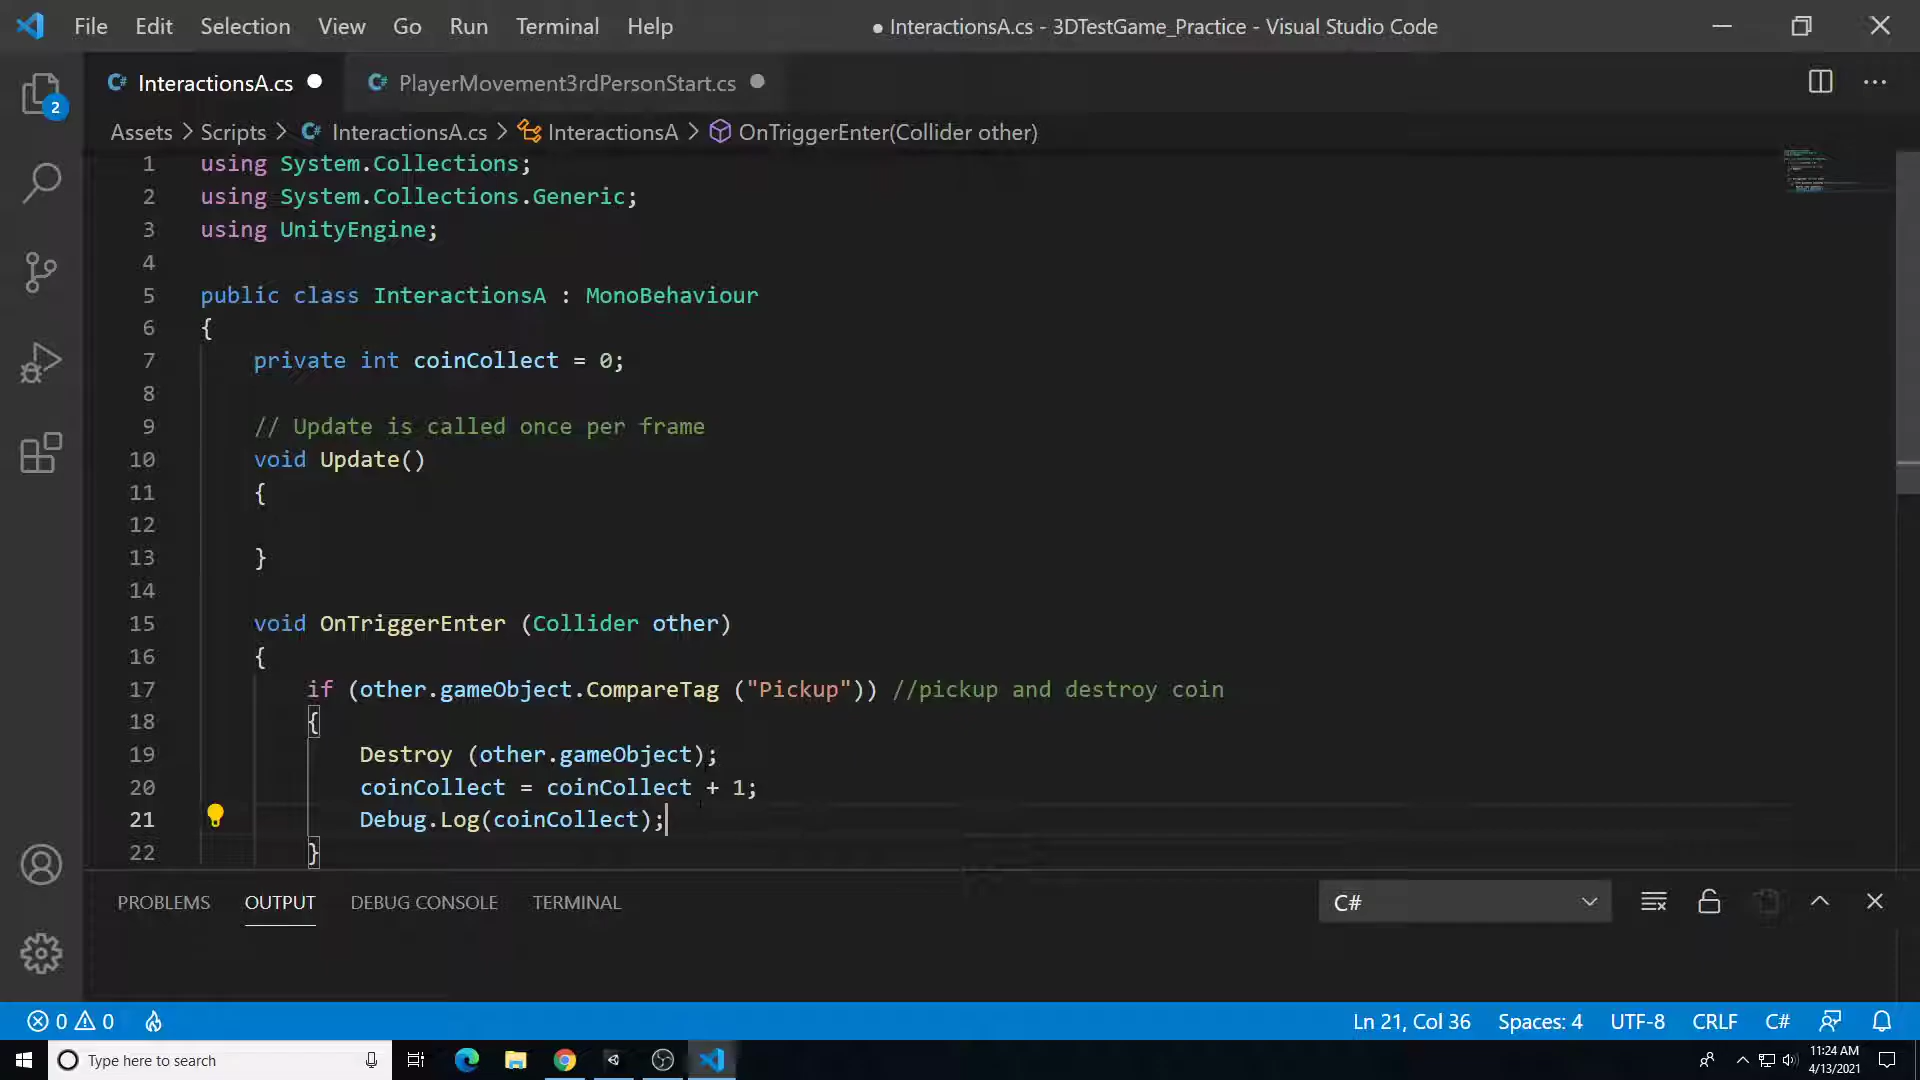 File Edit Selection View Go Run Terminal Help ● InteractionsA.cs - 3DTestGame_Practice - Visual Studio Code
InteractionsA.cs PlayerMovement3rdPersonStart.cs
2
Assets > Scripts > InteractionsA.cs > InteractionsA > OnTriggerEnter(Collider other)
1 using System.Collections;
2 using System.Collections.Generic;
3 using UnityEngine;
4
5 public class InteractionsA : MonoBehaviour
6 {
7 private int coinCollect = 0;
8
9 // Update is called once per frame
10 void Update()
11 {
12
13 }
14
15 void OnTriggerEnter (Collider other)
16 {
17 if (other.gameObject.CompareTag ("Pickup")) //pickup and destroy coin
18 {
19 Destroy (other.gameObject);
20 coinCollect = coinCollect + 1;
21 Debug.Log(coinCollect);
22 }
PROBLEMS OUTPUT DEBUG CONSOLE TERMINAL C#
0 0 Ln 21, Col 36 Spaces: 4 UTF-8 CRLF C#
Type here to search 11:24 AM
4/13/2021